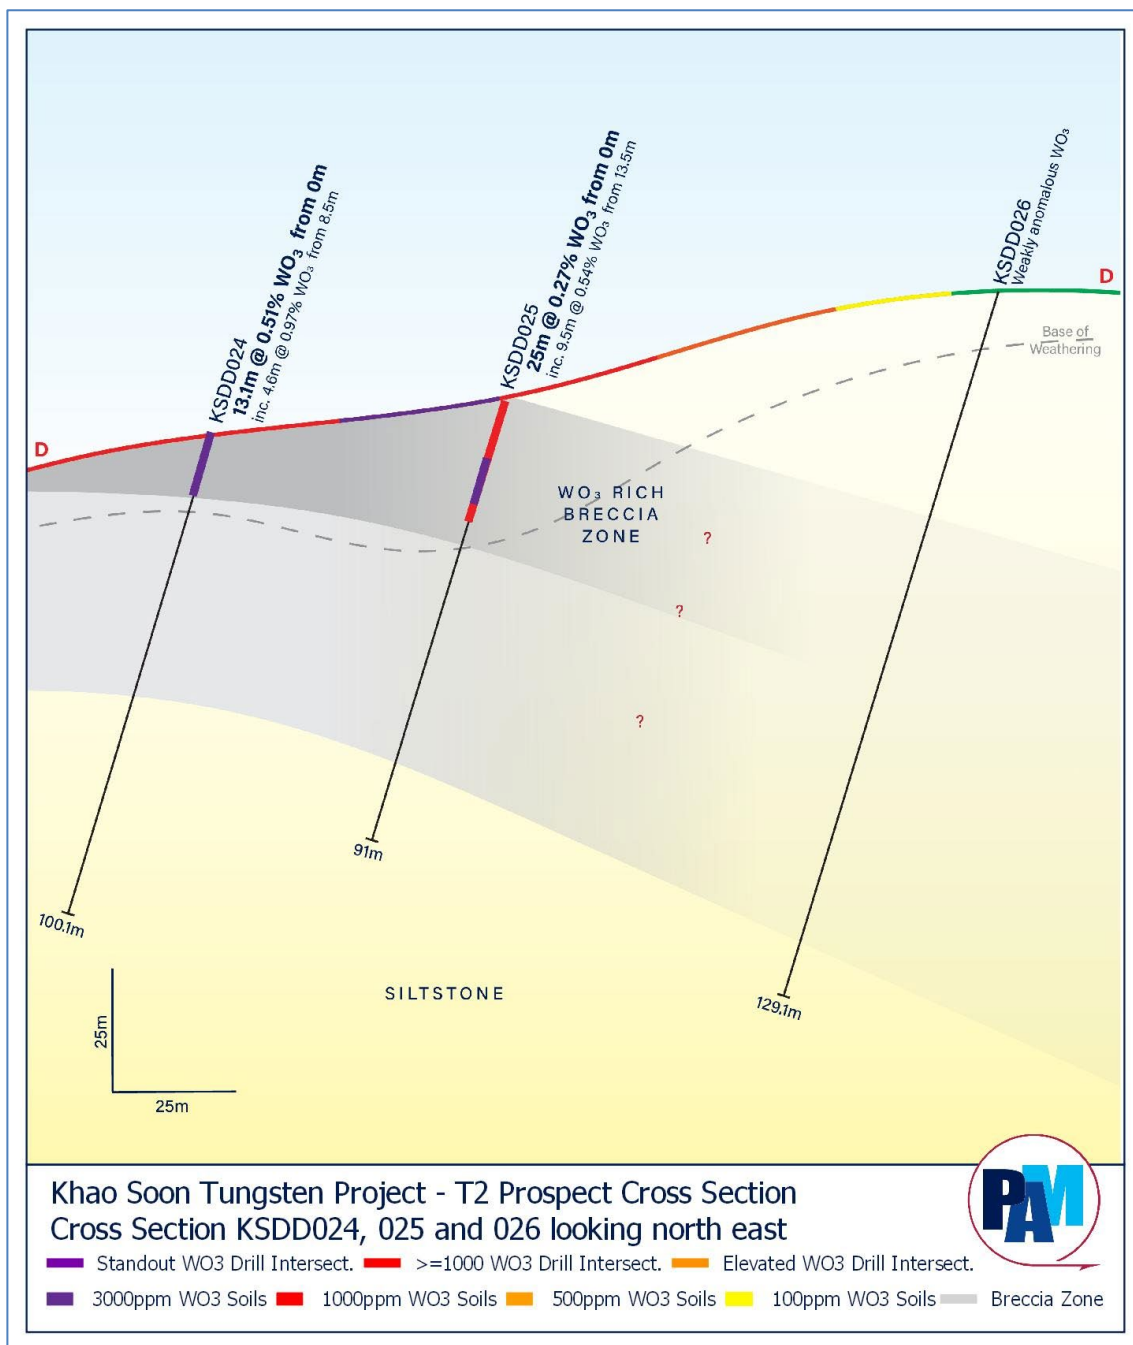 KSDD024
13.1m @ 0.51% WO₃ from 0m
inc. 4.6m @ 0.97% WO₃ from 8.5m
KSDD025
25m @ 0.27% WO₃ from 0m
inc. 9.5m @ 0.54% WO₃ from 13.5m
KSDD026
Weakly anomalous WO₃
D
D
Base of
Weathering
WO₃ RICH
BRECCIA
ZONE
?
?
?
91m
100.1m
129.1m
SILTSTONE
25m
25m
Khao Soon Tungsten Project - T2 Prospect Cross Section
Cross Section KSDD024, 025 and 026 looking north east
Standout WO3 Drill Intersect. >=1000 WO3 Drill Intersect. Elevated WO3 Drill Intersect.
3000ppm WO3 Soils 1000ppm WO3 Soils 500ppm WO3 Soils 100ppm WO3 Soils Breccia Zone
PAM